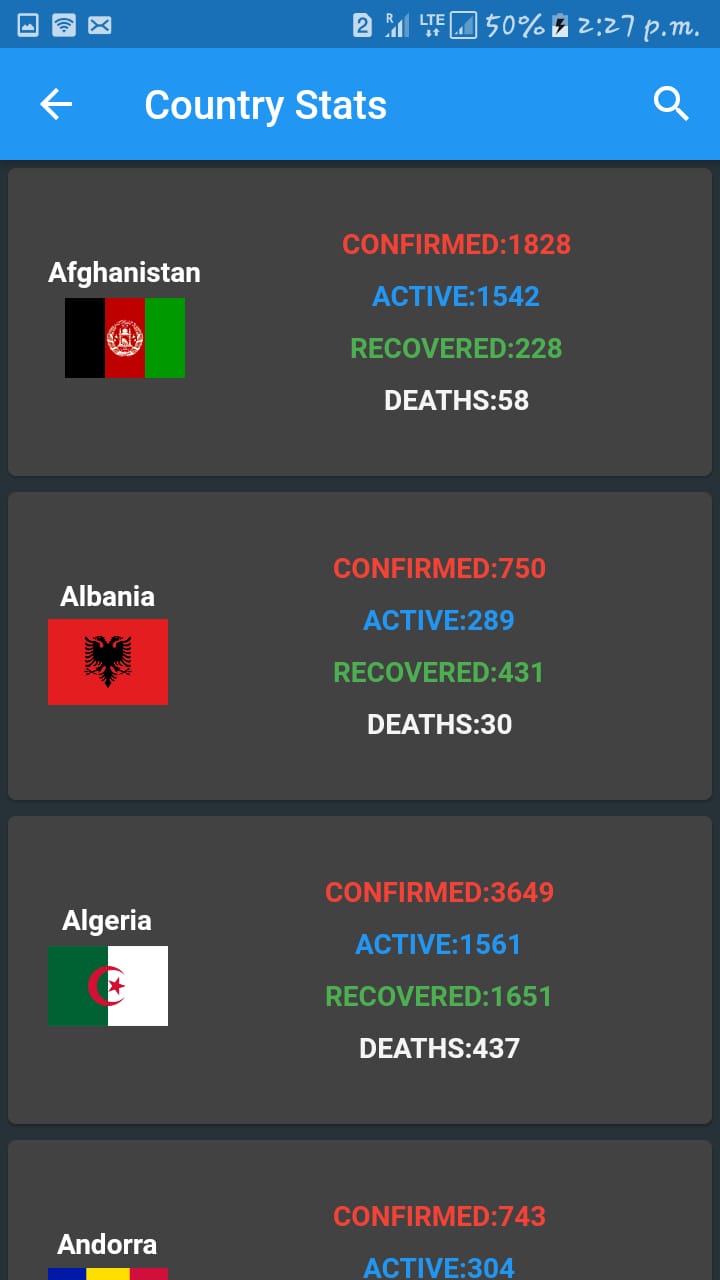 2 R LTE 50% 2:27 p.m.
Country Stats
Afghanistan
CONFIRMED:1828
ACTIVE:1542
RECOVERED:228
DEATHS:58
Albania
CONFIRMED:750
ACTIVE:289
RECOVERED:431
DEATHS:30
Algeria
CONFIRMED:3649
ACTIVE:1561
RECOVERED:1651
DEATHS:437
Andorra
CONFIRMED:743
ACTIVE:304